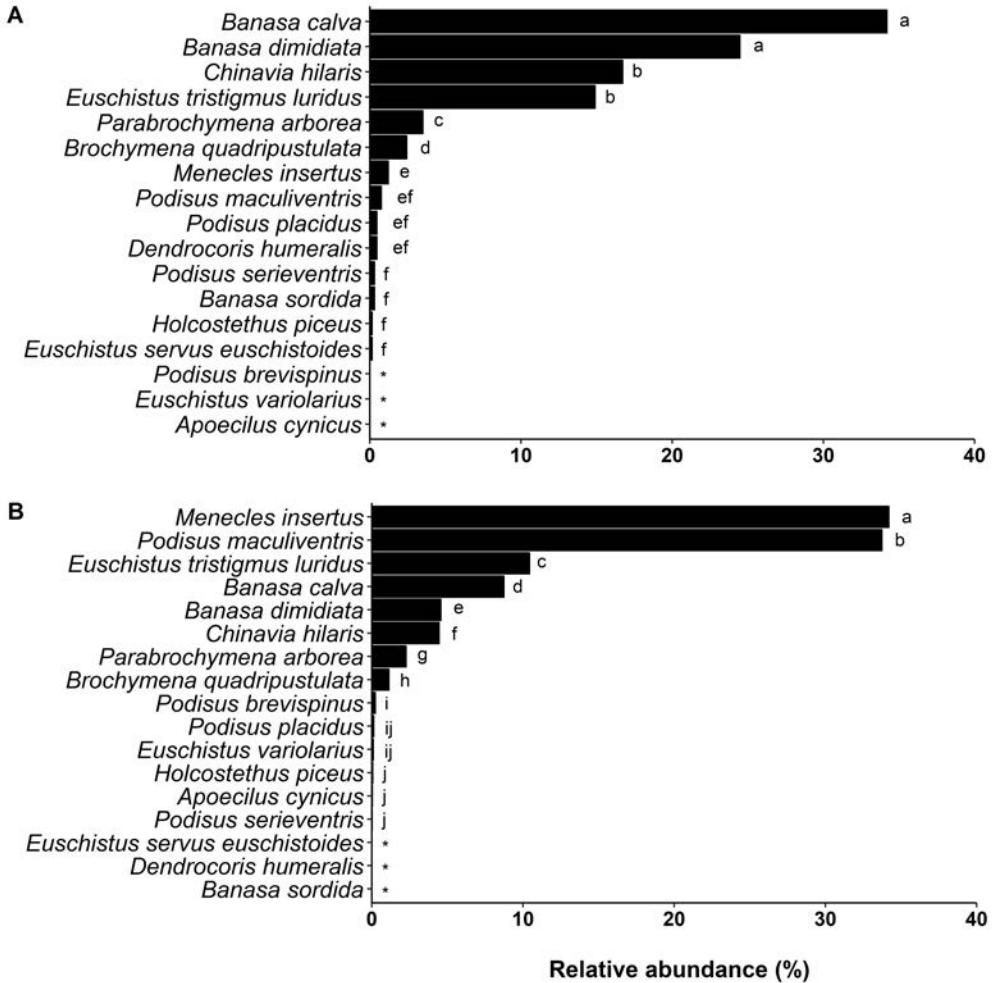 A
Banasa calva a
Banasa dimidiata a
Chinavia hilaris b
Euschistus tristigmus luridus b
Parabrochymena arborea c
Brochymena quadripustulata d
Menecles insertus e
Podisus maculiventris ef
Podisus placidus ef
Dendrocoris humeralis ef
Podisus serieventris f
Banasa sordida f
Holcostethus piceus f
Euschistus servus euschistoides f
Podisus brevispinus *
Euschistus variolarius *
Apoecilus cynicus *
0 10 20 30 40
B
Menecles insertus a
Podisus maculiventris b
Euschistus tristigmus luridus c
Banasa calva d
Banasa dimidiata e
Chinavia hilaris f
Parabrochymena arborea g
Brochymena quadripustulata h
Podisus brevispinus i
Podisus placidus ij
Euschistus variolarius ij
Holcostethus piceus j
Apoecilus cynicus j
Podisus serieventris j
Euschistus servus euschistoides *
Dendrocoris humeralis *
Banasa sordida *
0 10 20 30 40
Relative abundance (%)